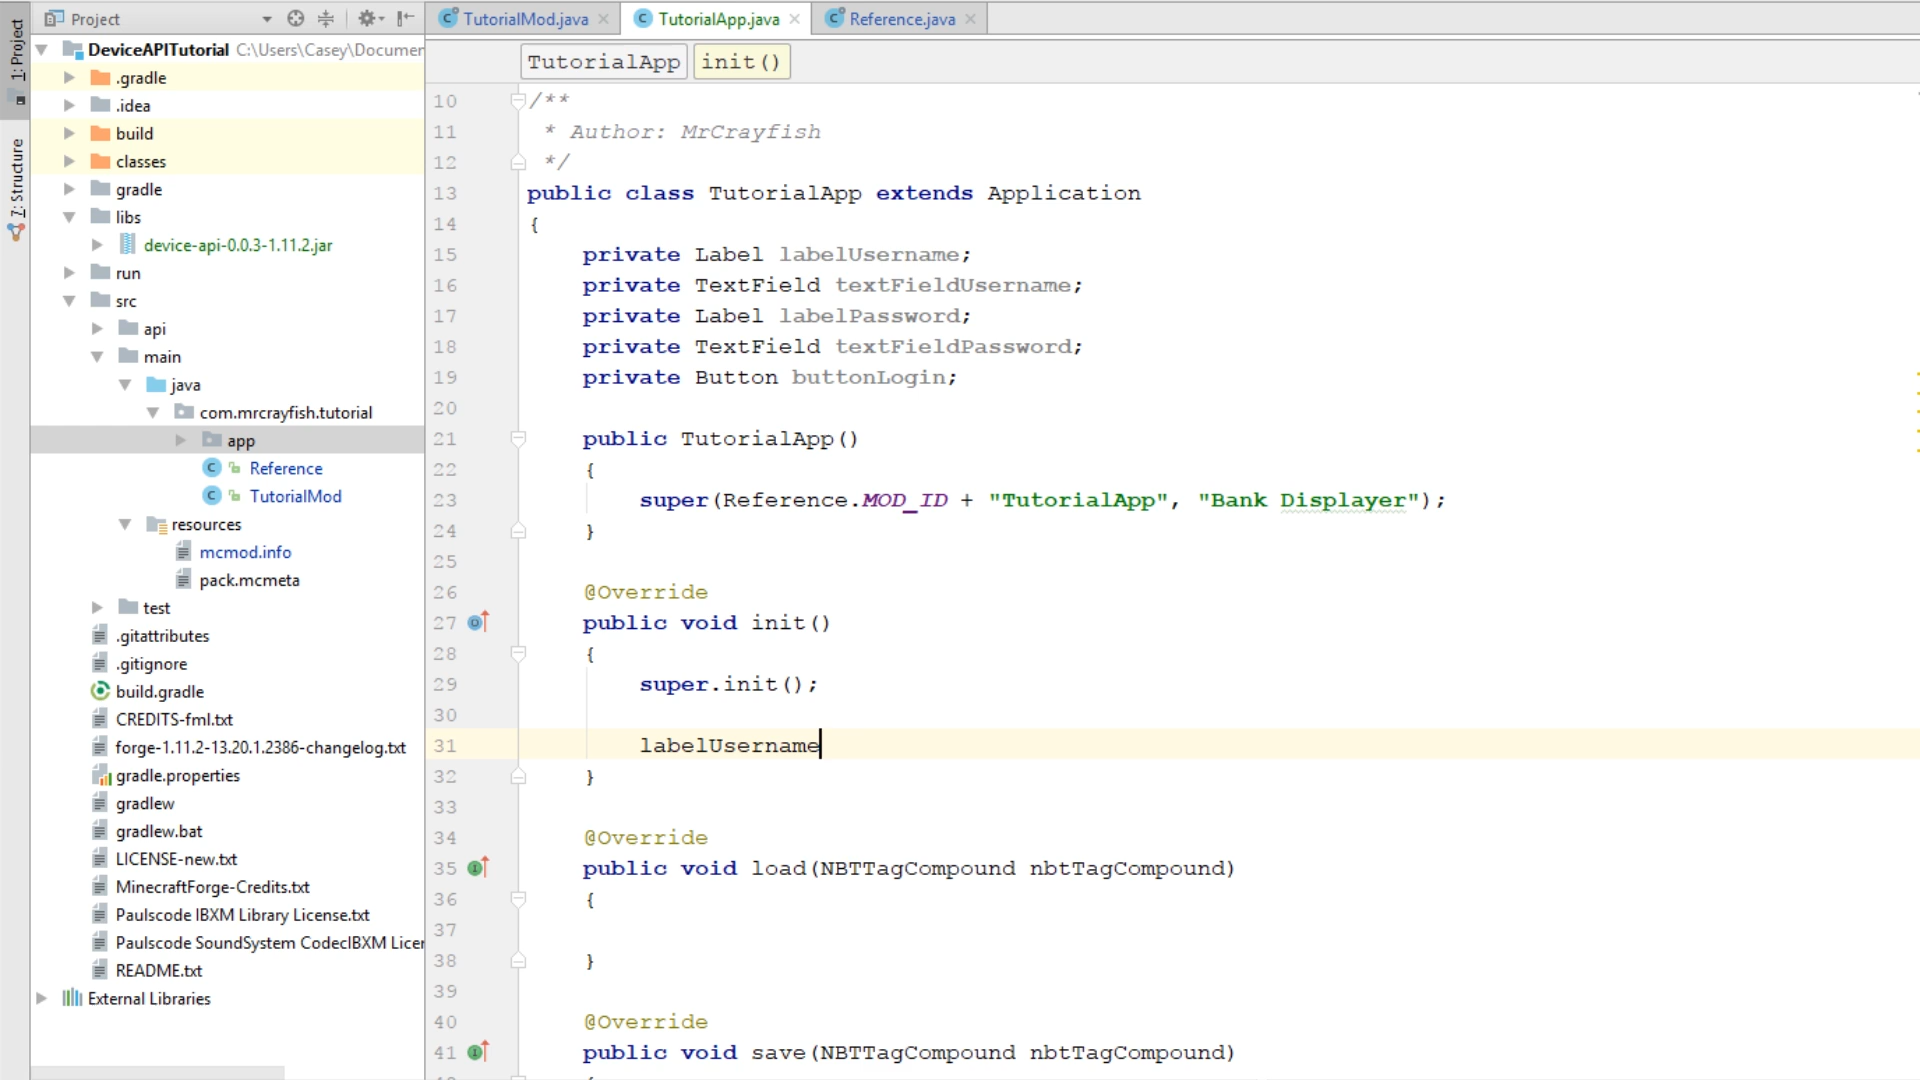 1: Project
7: Structure
Project
DeviceAPITutorial C:\Users\Casey\Documen
.gradle
.idea
build
classes
gradle
libs
device-api-0.0.3-1.11.2.jar
run
src
api
main
java
com.mrcrayfish.tutorial
app
Reference
TutorialMod
resources
mcmod.info
pack.mcmeta
test
.gitattributes
.gitignore
build.gradle
CREDITS-fml.txt
forge-1.11.2-13.20.1.2386-changelog.txt
gradle.properties
gradlew
gradlew.bat
LICENSE-new.txt
MinecraftForge-Credits.txt
Paulscode IBXM Library License.txt
Paulscode SoundSystem CodecIBXM Licen
README.txt
External Libraries
TutorialMod.java TutorialApp.java Reference.java
TutorialApp init()
10 /**
11 * Author: MrCrayfish
12 */
13 public class TutorialApp extends Application
14 {
15 private Label labelUsername;
16 private TextField textFieldUsername;
17 private Label labelPassword;
18 private TextField textFieldPassword;
19 private Button buttonLogin;
20
21 public TutorialApp()
22 {
23 super(Reference.MOD_ID + "TutorialApp", "Bank Displayer");
24 }
25
26 @Override
27 public void init()
28 {
29 super.init();
30
31 labelUsername
32 }
33
34 @Override
35 public void load(NBTTagCompound nbtTagCompound)
36 {
37
38 }
39
40 @Override
41 public void save(NBTTagCompound nbtTagCompound)